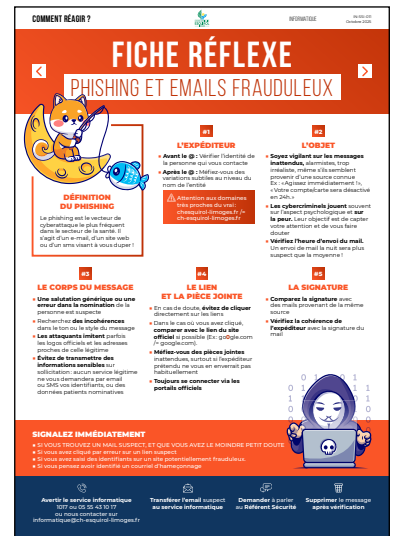 COMMENT RÉAGIR ?
INFORMATIQUE
Octobre 2025
FICHE RÉFLEXE
PHISHING ET EMAILS FRAUDULEUX
DÉFINITION
DU PHISHING
Le phishing est le vecteur de
cyberattaque le plus fréquent
dans le secteur de la santé. Il
s'agit d'un e-mail, d'un site web
ou d'un sms visant à vous duper !
#1
L'EXPÉDITEUR
Avant le @ : Vérifier l'identité de
la personne qui vous contacte
Après le @ : Méfiez-vous des
variations subtiles au niveau du
nom de l'entité
Attention aux domaines
très proches du vrai:
chesquirol-limoges.fr /=
ch-esquirol-limoges.fr
#2
L'OBJET
Soyez vigilant sur les messages
inattendus, alarmistes, trop
irréaliste, même s'ils semblent
provenir d'une source connue
Ex : «Agissez immédiatement !»,
« Votre compte/carte sera désactivé
en 24h.»
Les cybercriminels jouent souvent
sur l'aspect psychologique et sur
la peur. Leur objectif est de capter
votre attention et de vous faire
douter
Vérifiez l'heure d'envoi du mail.
Un envoi de mail la nuit sera plus
suspect que la moyenne !
#3
LE CORPS DU MESSAGE
Une salutation générique ou une
erreur dans la nomination de la
personne est suspecte
Recherchez des incohérences
dans le ton ou le style du message
Les attaquants imitent parfois
les logos officiels et les adresses
proches de celle légitime
Évitez de transmettre des
informations sensibles sur
sollicitation: aucun service légitime
ne vous demandera par email
ou SMS vos identifiants, ou des
données patients nominatives
#4
LE LIEN
ET LA PIÈCE JOINTE
En cas de doute, évitez de cliquer
directement sur les liens
Dans le cas où vous avez cliqué,
comparer avec le lien du site
officiel si possible (Ex: go0gle.com
/= google.com).
Méfiez-vous des pièces jointes
inattendues, surtout si l'expéditeur
prétendu ne vous en enverrait pas
habituellement
Toujours se connecter via les
portails officiels
#5
LA SIGNATURE
Comparez la signature avec
des mails provenant de la même
source
Vérifiez la cohérence de
l'expéditeur avec la signature du
mail
SIGNALEZ IMMÉDIATEMENT
SI VOUS TROUVEZ UN MAIL SUSPECT, ET QUE VOUS AVEZ LE MOINDRE PETIT DOUTE
Si vous avez cliqué par erreur sur un lien suspect
Si vous avez saisi des identifiants sur un site potentiellement frauduleux.
Si vous pensez avoir identifié un courriel d'hameçonnage
Avertir le service informatique
1017 ou 05 55 43 10 17
ou nous contacter sur
informatique@ch-esquirol-limoges.fr
Transférer l'email suspect
au service informatique
Demander à parler
au Référent Sécurité
Supprimer le message
après vérification